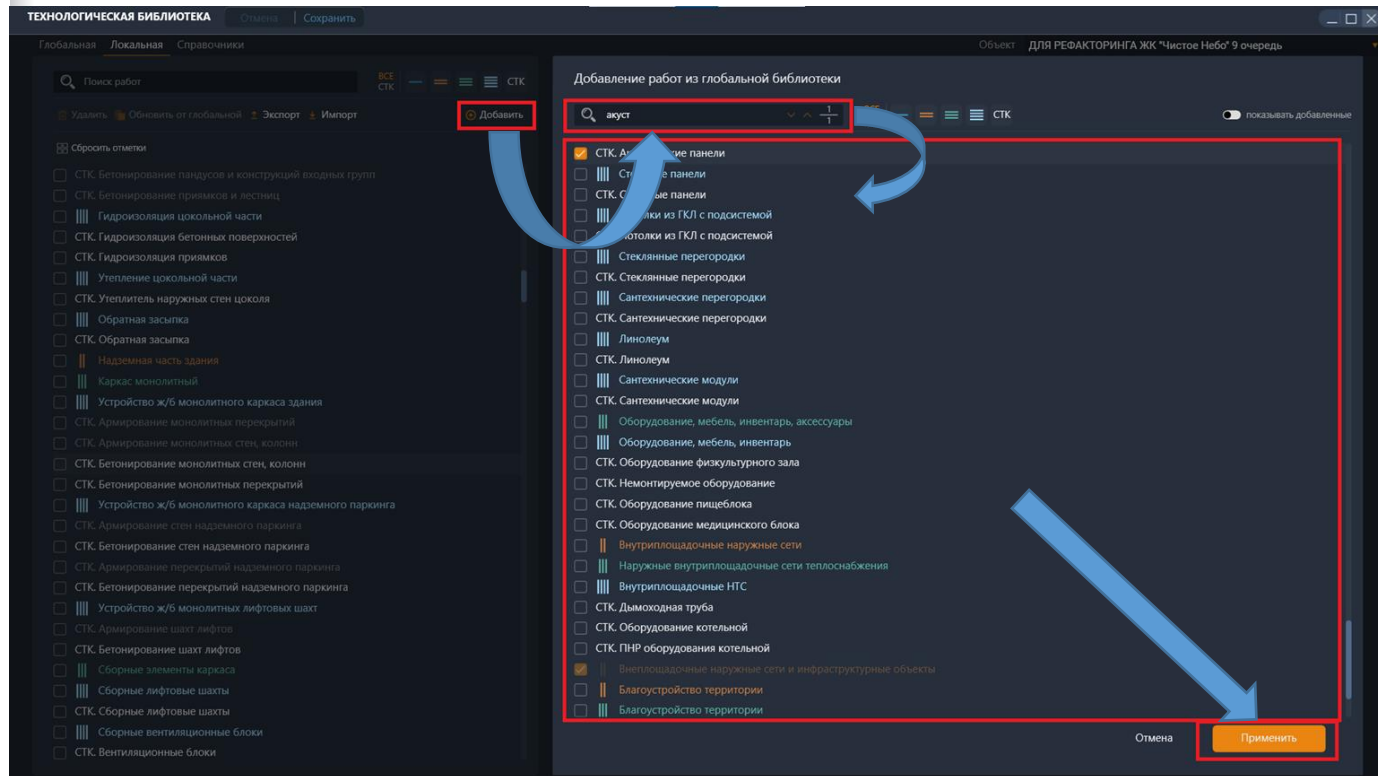 ТЕХНОЛОГИЧЕСКАЯ БИБЛИОТЕКА Отмена Сохранить
Глобальная Локальная Справочники
Объект ДЛЯ РЕФАКТОРИНГА ЖК "Чистое Небо" 9 очередь
Поиск работ
ВСЕ СТК
СТК
Удалить Обновить от глобальной Экспорт Импорт Добавить
Сбросить отметки
СТК. Бетонирование пандусов и конструкций входных групп
СТК. Бетонирование приямков и лестниц
Гидроизоляция цокольной части
СТК. Гидроизоляция бетонных поверхностей
СТК. Гидроизоляция приямков
Утепление цокольной части
СТК. Утеплитель наружных стен цоколя
Обратная засыпка
СТК. Обратная засыпка
Надземная часть здания
Каркас монолитный
Устройство ж/б монолитного каркаса здания
СТК. Армирование монолитных перекрытий
СТК. Армирование монолитных стен, колонн
СТК. Бетонирование монолитных стен, колонн
СТК. Бетонирование монолитных перекрытий
Устройство ж/б монолитного каркаса надземного паркинга
СТК. Армирование стен надземного паркинга
СТК. Бетонирование стен надземного паркинга
СТК. Армирование перекрытий надземного паркинга
СТК. Бетонирование перекрытий надземного паркинга
Устройство ж/б монолитных лифтовых шахт
СТК. Армирование шахт лифтов
СТК. Бетонирование шахт лифтов
Сборные элементы каркаса
Сборные лифтовые шахты
СТК. Сборные лифтовые шахты
Сборные вентиляционные блоки
СТК. Вентиляционные блоки
Добавление работ из глобальной библиотеки
акуст 1 1
СТК
показывать добавленные
СТК. панели
панели
СТК. панели
из ГКЛ с подсистемой
потолки из ГКЛ с подсистемой
Стеклянные перегородки
СТК. Стеклянные перегородки
Сантехнические перегородки
СТК. Сантехнические перегородки
Линолеум
СТК. Линолеум
Сантехнические модули
СТК. Сантехнические модули
Оборудование, мебель, инвентарь, аксессуары
Оборудование, мебель, инвентарь
СТК. Оборудование физкультурного зала
СТК. Немонтируемое оборудование
СТК. Оборудование пищеблока
СТК. Оборудование медицинского блока
Внутриплощадочные наружные сети
Наружные внутриплощадочные сети теплоснабжения
Внутриплощадочные НТС
СТК. Дымоходная труба
СТК. Оборудование котельной
СТК. ПНР оборудования котельной
Внеплощадочные наружные сети и инфраструктурные объекты
Благоустройство территории
Благоустройство территории
Отмена Применить